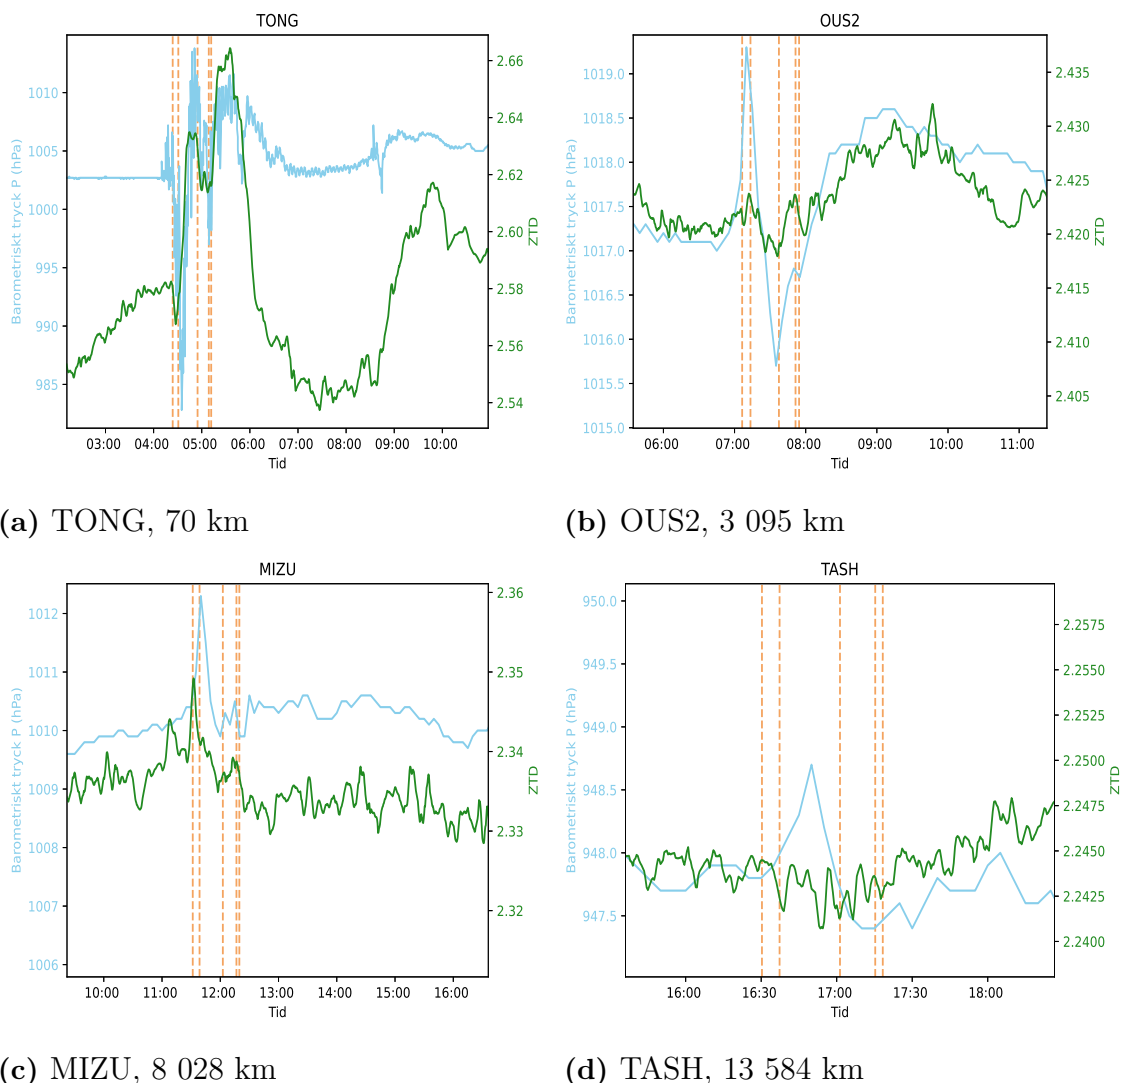 TONG
Barometriskt tryck P (hPa)
1010
1005
1000
995
990
985
2.66
2.64
2.62
2.60
2.58
2.56
2.54
ZTD
03:00 04:00 05:00 06:00 07:00 08:00 09:00 10:00
Tid
OUS2
Barometriskt tryck P (hPa)
1019.0
1018.5
1018.0
1017.5
1017.0
1016.5
1016.0
1015.5
1015.0
2.435
2.430
2.425
2.420
2.415
2.410
2.405
ZTD
06:00 07:00 08:00 09:00 10:00 11:00
Tid
(a) TONG, 70 km
(b) OUS2, 3 095 km
MIZU
Barometriskt tryck P (hPa)
1012
1011
1010
1009
1008
1007
1006
2.36
2.35
2.34
2.33
2.32
ZTD
10:00 11:00 12:00 13:00 14:00 15:00 16:00
Tid
TASH
Barometriskt tryck P (hPa)
950.0
949.5
949.0
948.5
948.0
947.5
2.2575
2.2550
2.2525
2.2500
2.2475
2.2450
2.2425
2.2400
ZTD
16:00 16:30 17:00 17:30 18:00
Tid
(c) MIZU, 8 028 km
(d) TASH, 13 584 km